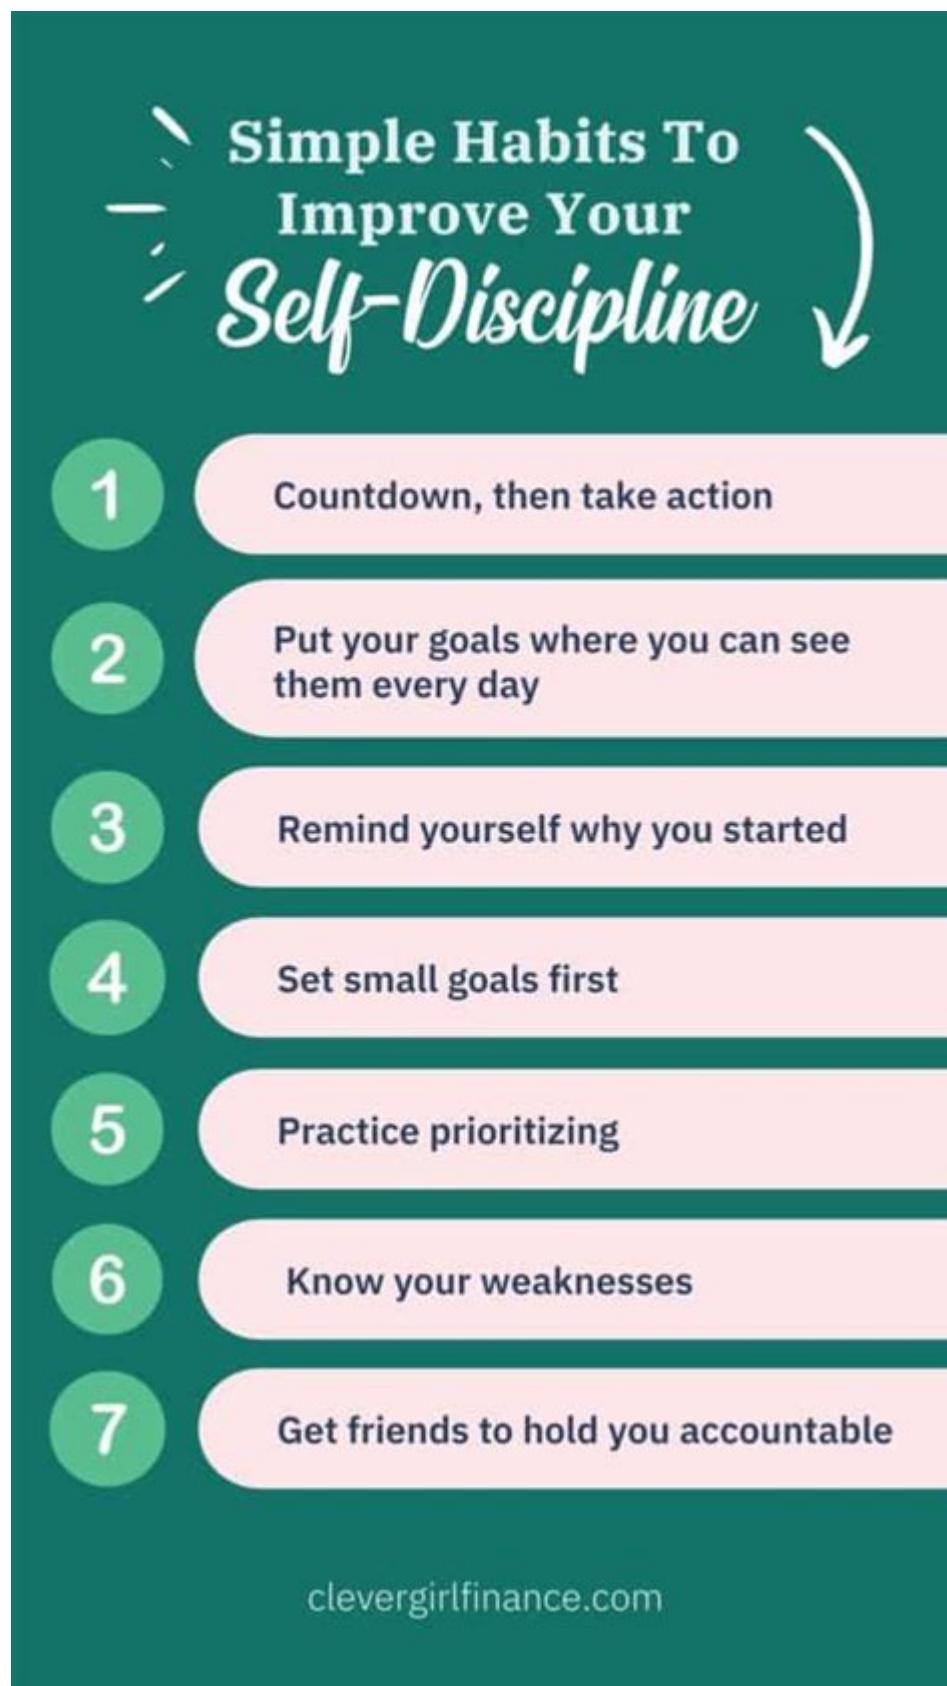 Simple Habits To
Improve Your
Self-Discipline
1
Countdown, then take action
2
Put your goals where you can see
them every day
3
Remind yourself why you started
4
Set small goals first
5
Practice prioritizing
6
Know your weaknesses
7
Get friends to hold you accountable
clevergirlfinance.com